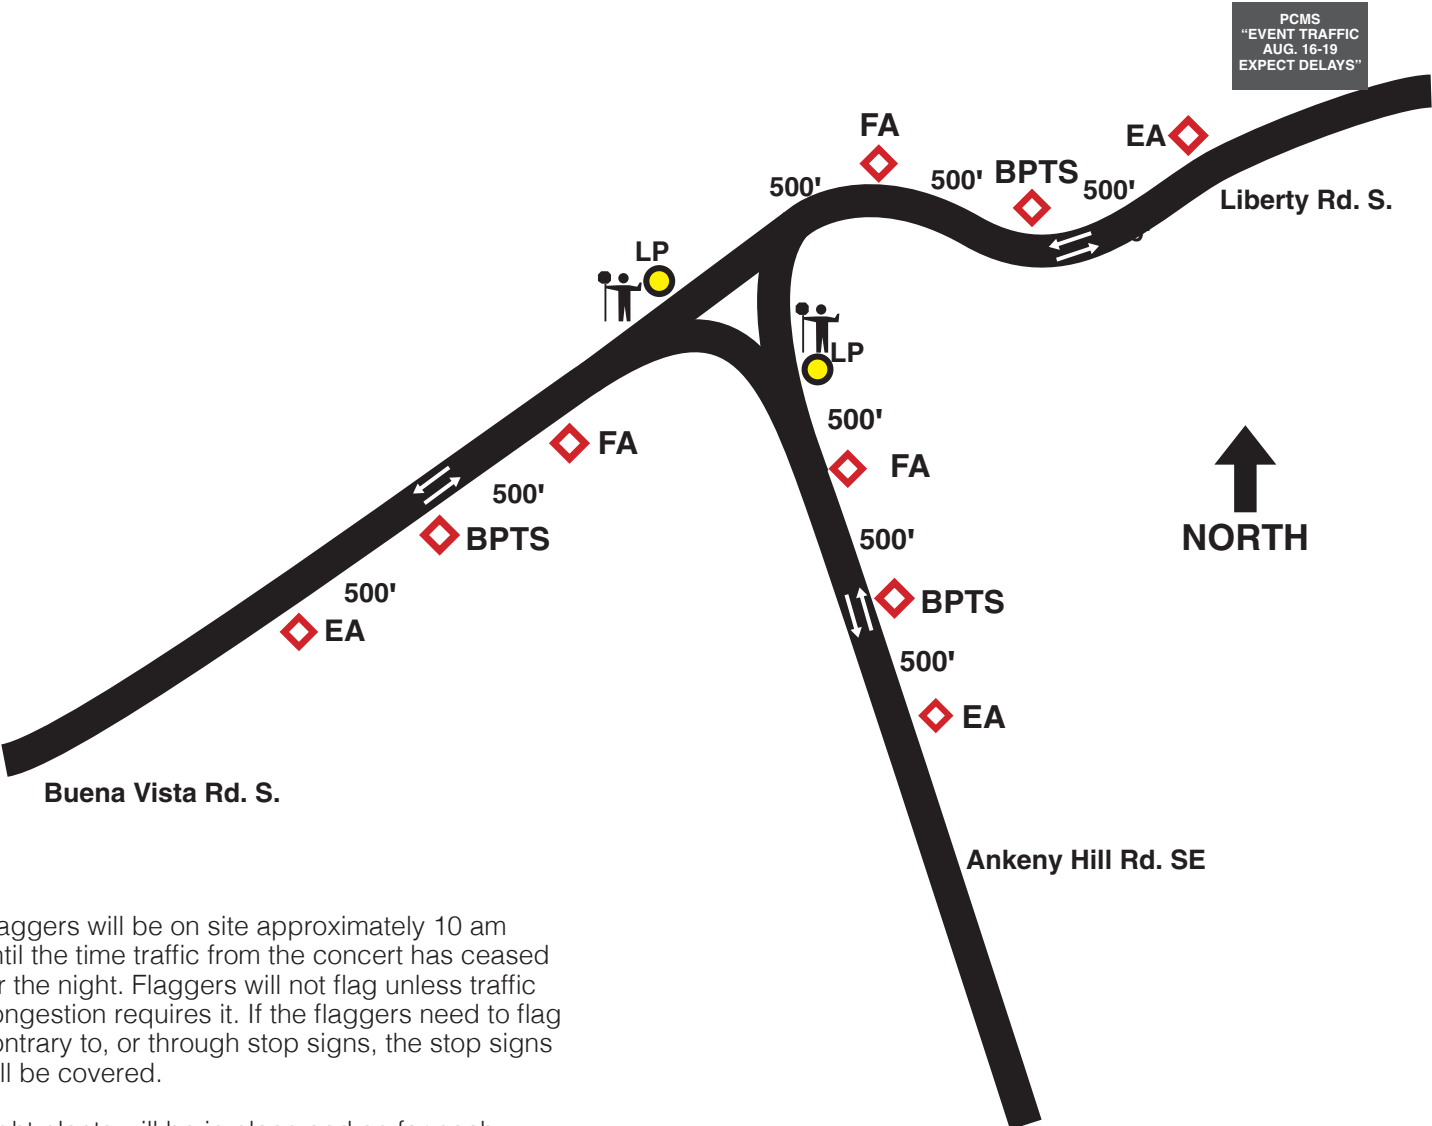 PCMS
“EVENT TRAFFIC
AUG. 16-19
EXPECT DELAYS”
FA
EA
500'
500'
BPTS
500'
Liberty Rd. S.
LP
LP
500'
FA
FA
500'
500'
BPTS
NORTH
500'
BPTS
EA
500'
EA
Buena Vista Rd. S.
Ankeny Hill Rd. SE
aggers will be on site approximately 10 am
ntil the time traffic from the concert has ceased
r the night. Flaggers will not flag unless traffic
ongestion requires it. If the flaggers need to flag
ontrary to, or through stop signs, the stop signs
ll be covered.